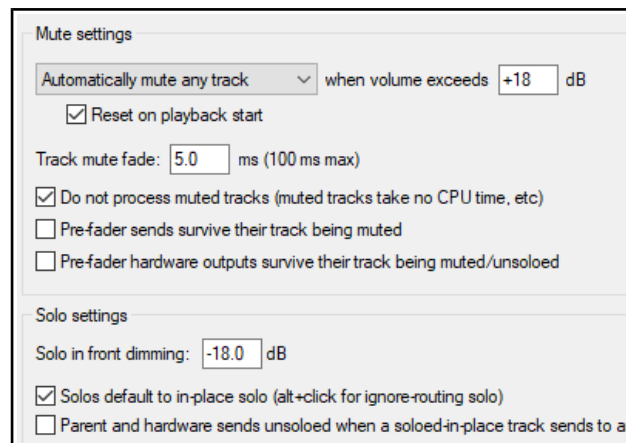 Mute settings
Automatically mute any track when volume exceeds +18 dB
Reset on playback start
Track mute fade: 5.0 ms (100 ms max)
Do not process muted tracks (muted tracks take no CPU time, etc)
Pre-fader sends survive their track being muted
Pre-fader hardware outputs survive their track being muted/unsoloed
Solo settings
Solo in front dimming: -18.0 dB
Solos default to in-place solo (alt+click for ignore-routing solo)
Parent and hardware sends unsoloed when a soloed-in-place track sends to a